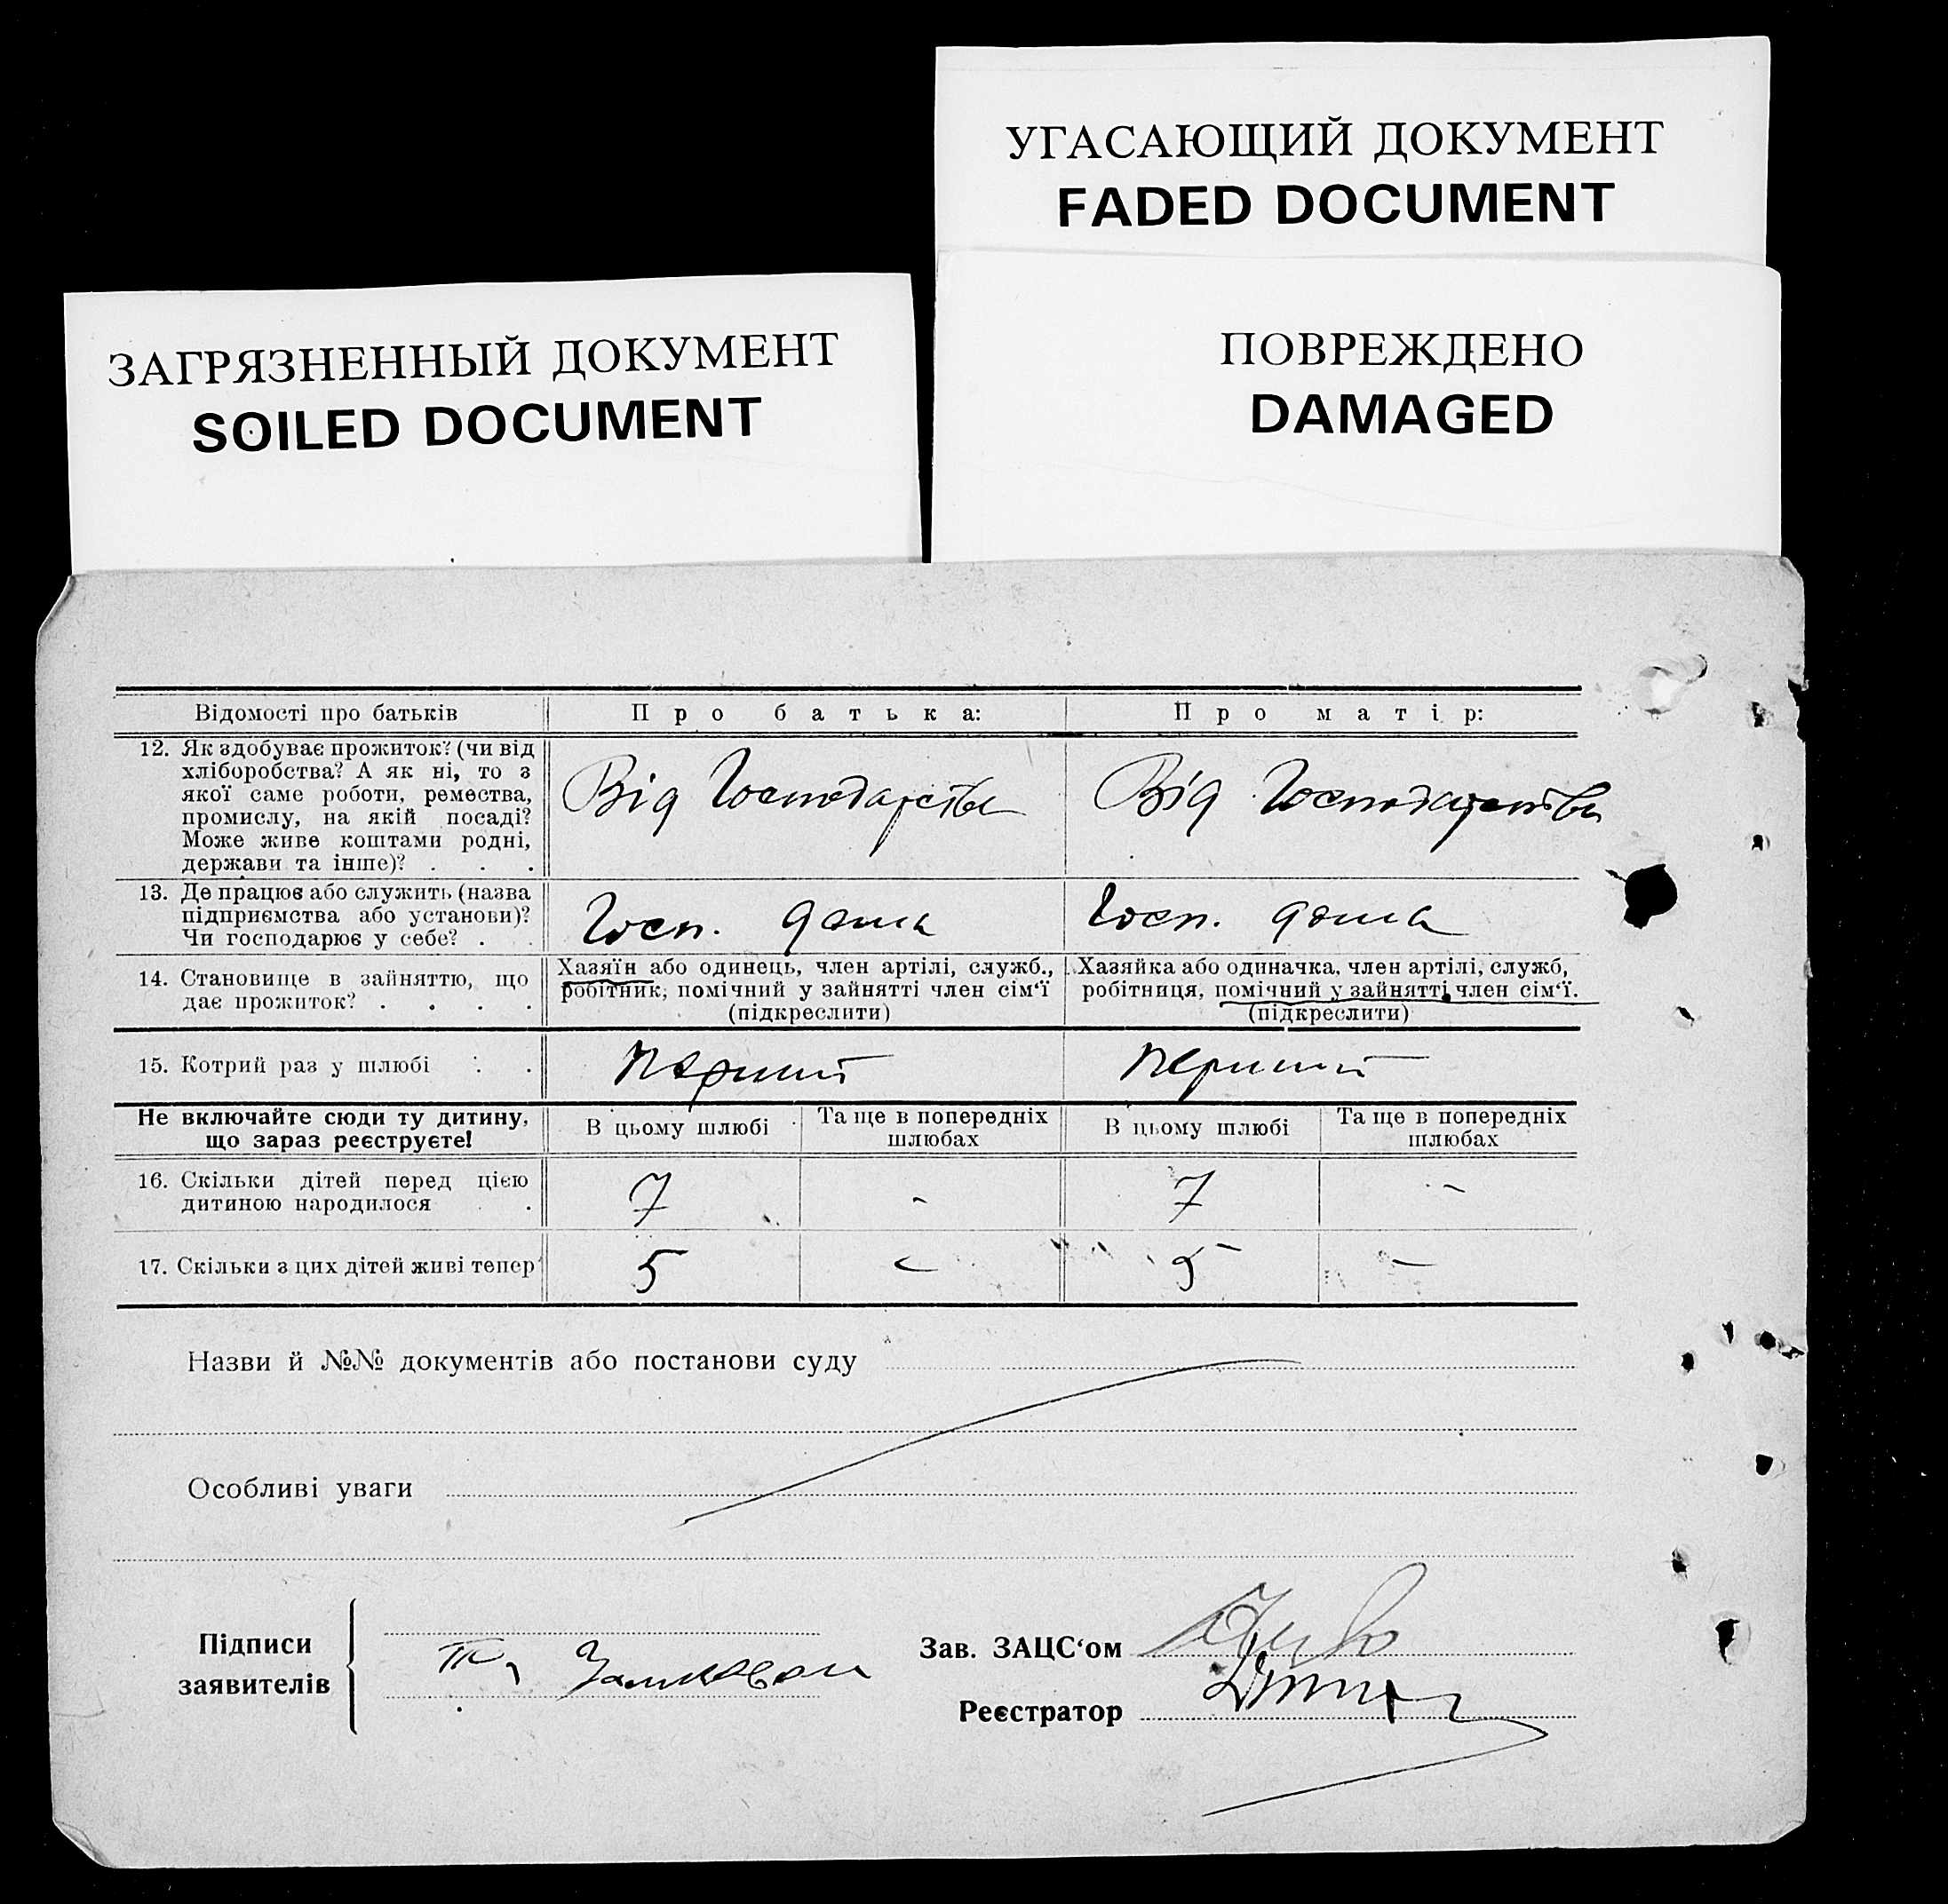 УГАСАЮЩИЙ ДОКУМЕНТ
FADED DOCUMENT
ЗАГРЯЗНЕННЫЙ ДОКУМЕНТ
SOILED DOCUMENT
ПОВРЕЖДЕНО
DAMAGED
Відомості про батьків
Про батька:
Про матір:
12. Як здобуває прожиток? (чи від
хліборобства? А як ні, то з
якої саме роботи, ремества,
промислу, на якій посаді?
Може живе коштами родні,
держави та інше)? . . .
Від Господарства
Від Господарства
13. Де працює або служить (назва
підприємства або установи)?
Чи господарює у себе? . .
Госп. дома
Госп. дома
14. Становище в зайняттю, що
дає прожиток? . . . .
Хазяїн або одинець, член артілі, служб.,
робітник, помічний у зайнятті член сім‘ї
(підкреслити)
Хазяйка або одиначка, член артілі, служб,
робітниця, помічний у зайнятті член сім‘ї.
(підкреслити)
15. Котрий раз у шлюбі . .
перший
перший
Не включайте сюди ту дитину,
що зараз реєструєте!
В цьому шлюбі
Та ще в попередніх
шлюбах
В цьому шлюбі
Та ще в попередніх
шлюбах
16. Скільки дітей перед цією
дитиною народилося .
7
-
7
-
17. Скільки з цих дітей живі тепер
5
-
5
-
Назви й №№ документів або постанови суду
Особливі уваги
Підписи
заявителів
Зав. ЗАЦС‘ом
Реєстратор